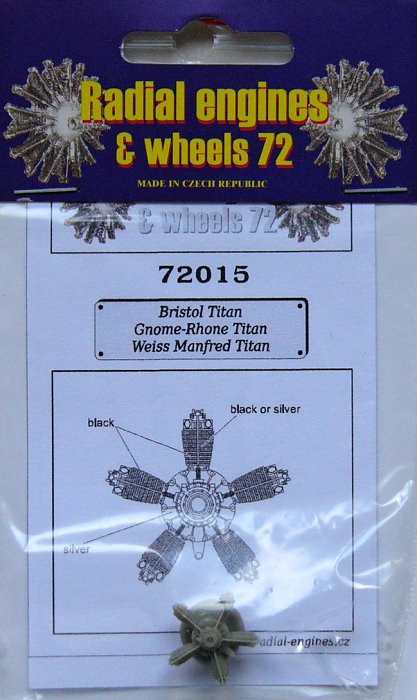 Radial engines
& wheels 72
MADE IN CZECH REPUBLIC
& wheels 72
72015
Bristol Titan
Gnome-Rhone Titan
Weiss Manfred Titan
black or silver
black
silver
adial-engines.cz